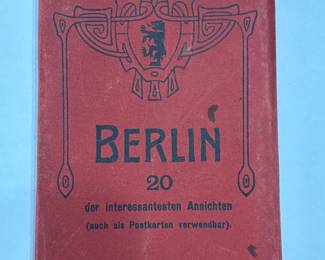 BERLIN
20
der interessantesten Ansichten
(auch als Postkarten verwendbar).